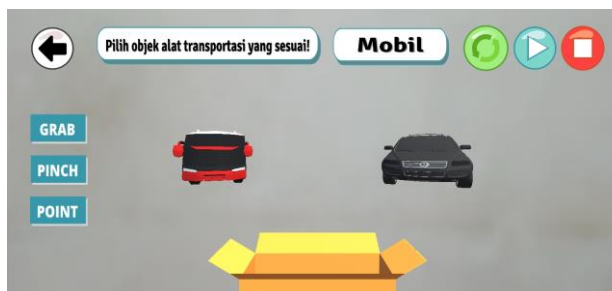 Pilih objek alat transportasi yang sesuai!
Mobil
GRAB
PINCH
POINT